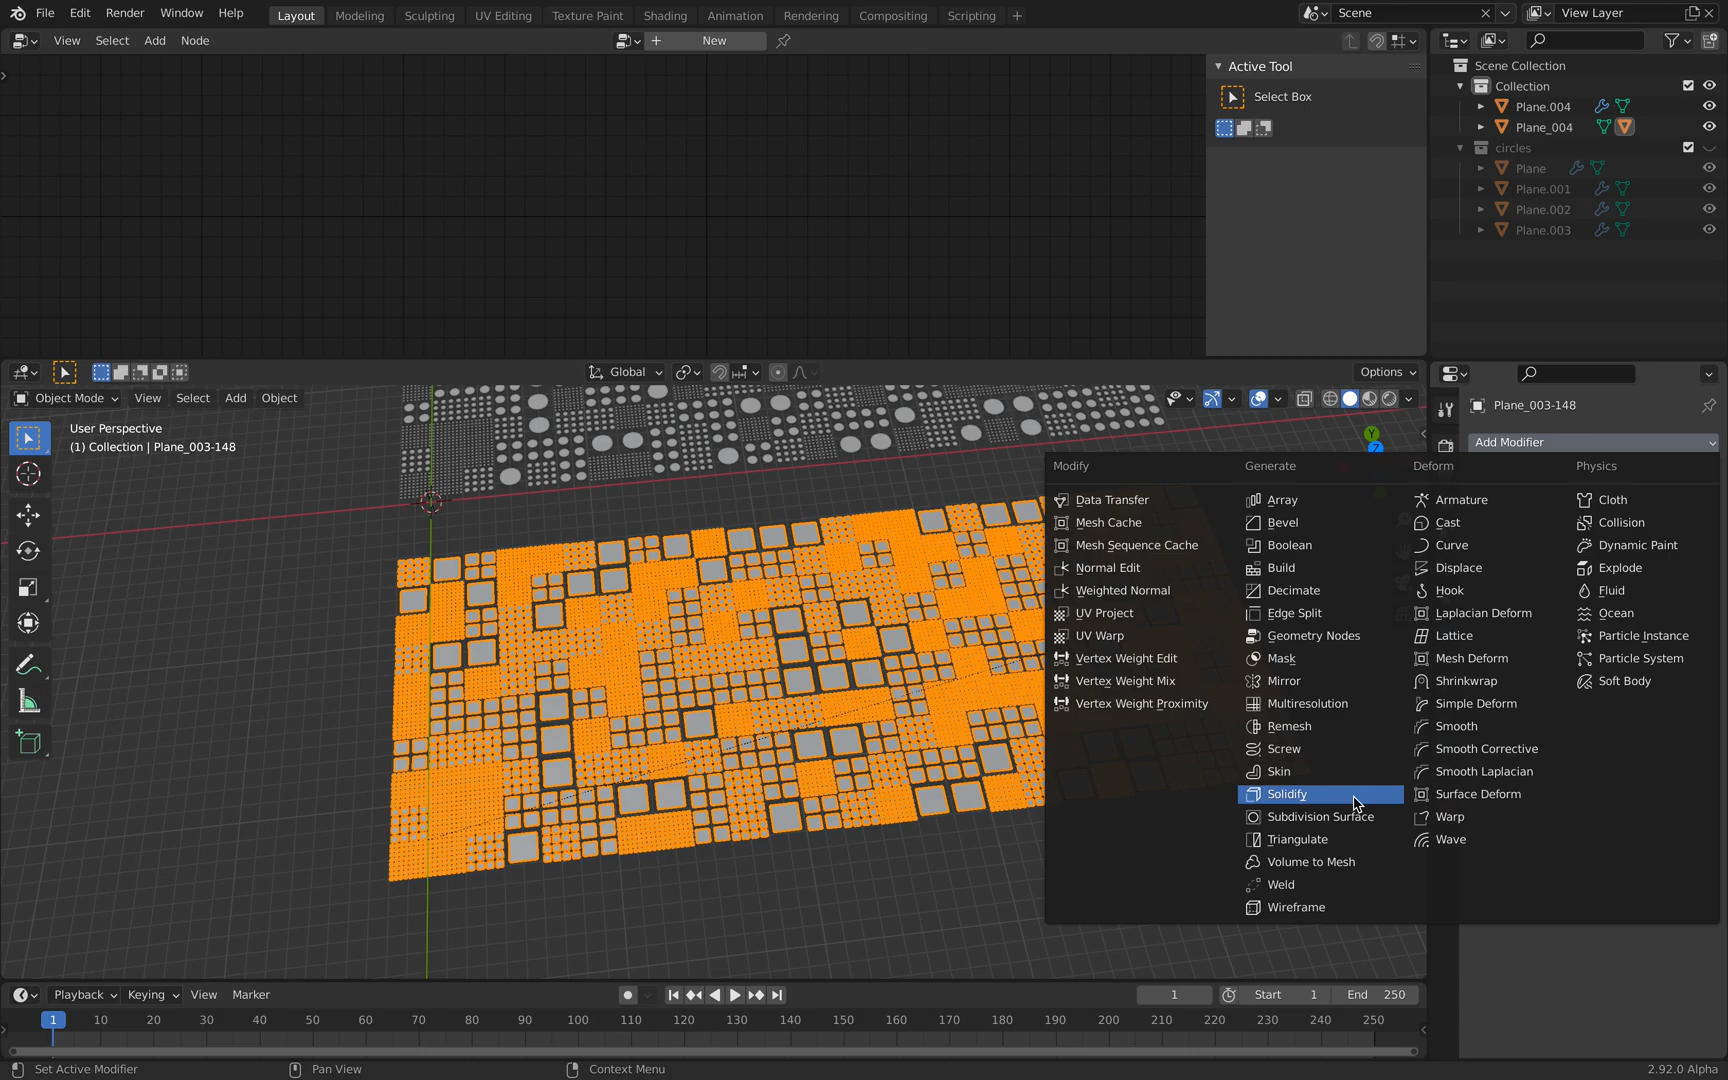 File Edit Render Window Help Layout Modeling Sculpting UV Editing Texture Paint Shading Animation Rendering Compositing Scripting + Scene View Layer
View Select Add Node + New
Active Tool
Select Box
Scene Collection
Collection
Plane.004
Plane_004
circles
Plane
Plane.001
Plane.002
Plane.003
Global Options
Object Mode View Select Add Object
User Perspective
(1) Collection | Plane_003-148
Y
Z
Plane_003-148
Add Modifier
Modify Generate Deform Physics
Data Transfer Array Armature Cloth
Mesh Cache Bevel Cast Collision
Mesh Sequence Cache Boolean Curve Dynamic Paint
Normal Edit Build Displace Explode
Weighted Normal Decimate Hook Fluid
UV Project Edge Split Laplacian Deform Ocean
UV Warp Geometry Nodes Lattice Particle Instance
Vertex Weight Edit Mask Mesh Deform Particle System
Vertex Weight Mix Mirror Shrinkwrap Soft Body
Vertex Weight Proximity Multiresolution Simple Deform
Remesh Smooth
Screw Smooth Corrective
Skin Smooth Laplacian
Solidify Surface Deform
Subdivision Surface Warp
Triangulate Wave
Volume to Mesh
Weld
Wireframe
Playback Keying View Marker 1 Start 1 End 250
1 10 20 30 40 50 60 70 80 90 100 110 120 130 140 150 160 170 180 190 200 210 220 230 240 250
Set Active Modifier Pan View Context Menu 2.92.0 Alpha